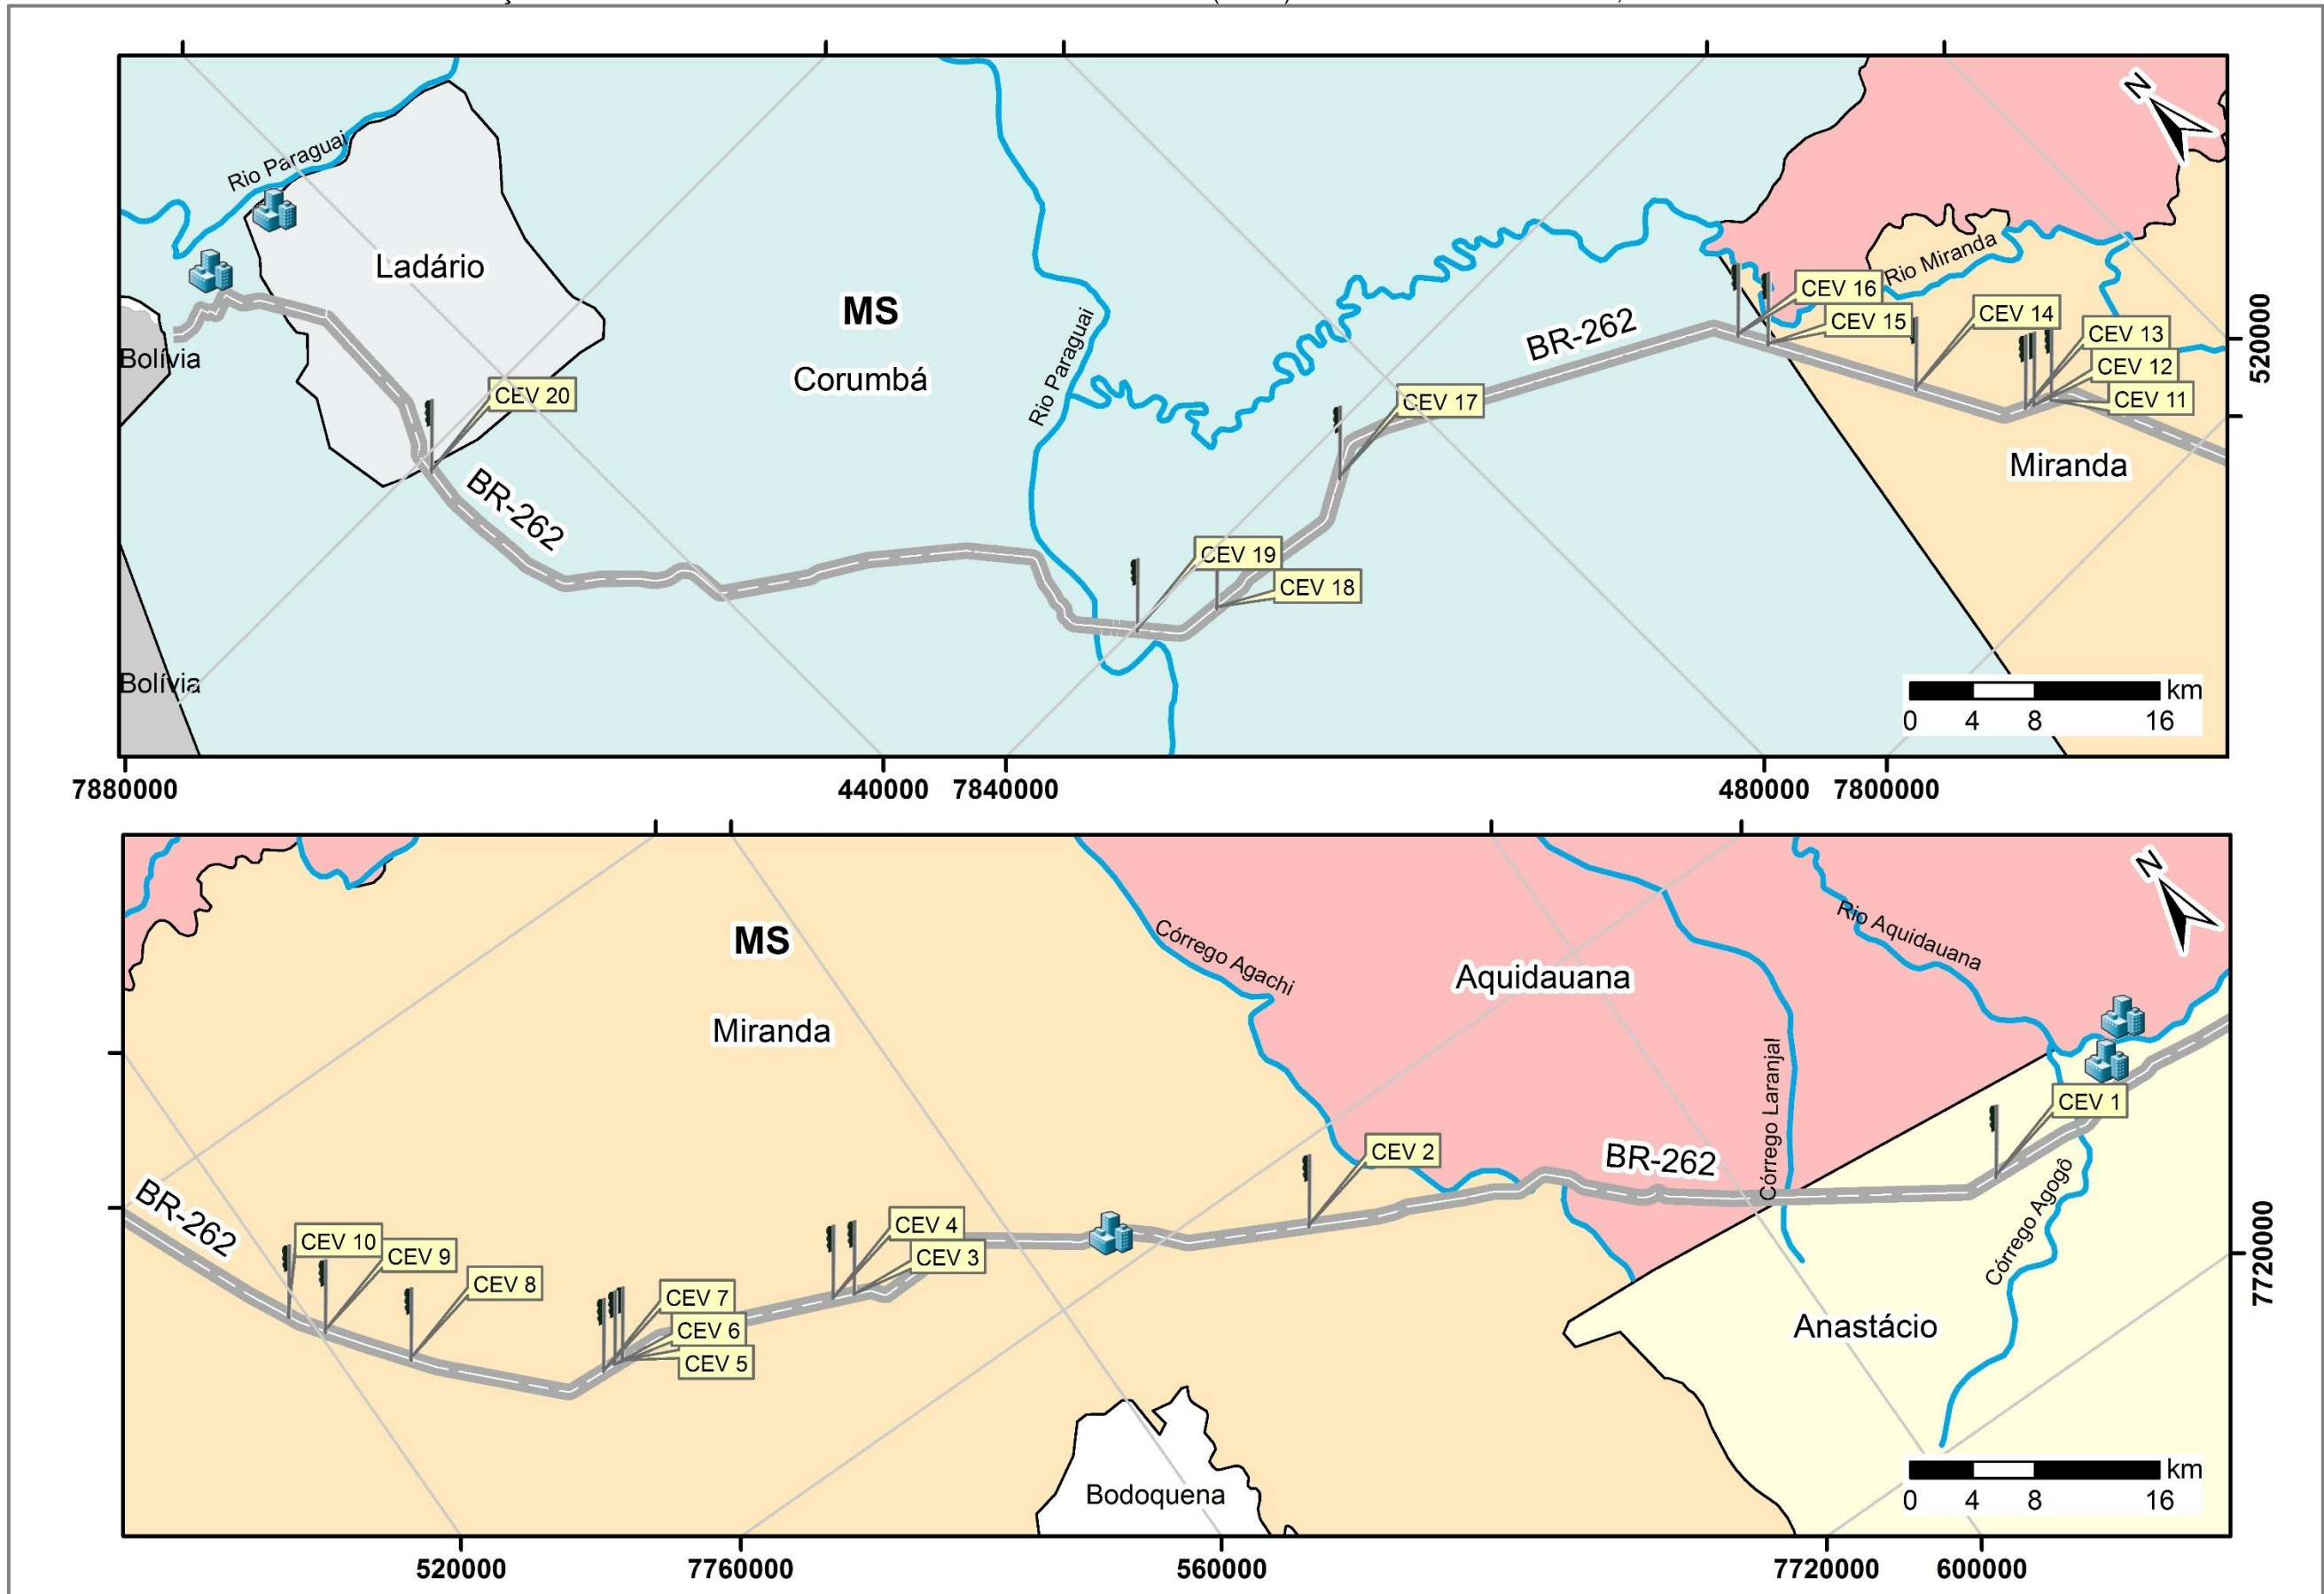 N
Rio Paraguai
Ladário
MS
Corumbá
Bolívia
Rio Paraguai
BR-262
Rio Miranda
CEV 16
CEV 15
CEV 14
CEV 13
CEV 12
CEV 11
CEV 20
CEV 17
Miranda
520000
BR-262
CEV 19
CEV 18
Bolívia
km
0 4 8 16
7880000 440000 7840000 480000 7800000
N
MS
Miranda
Córrego Agachi
Aquidauana
Rio Aquidauana
Córrego Laranjal
CEV 1
CEV 2
BR-262
BR-262
CEV 10
CEV 9
CEV 8
CEV 4
CEV 3
CEV 7
CEV 6
CEV 5
Córrego Agogô
7720000
Anastácio
Bodoquena
km
0 4 8 16
520000 7760000 560000 7720000 600000